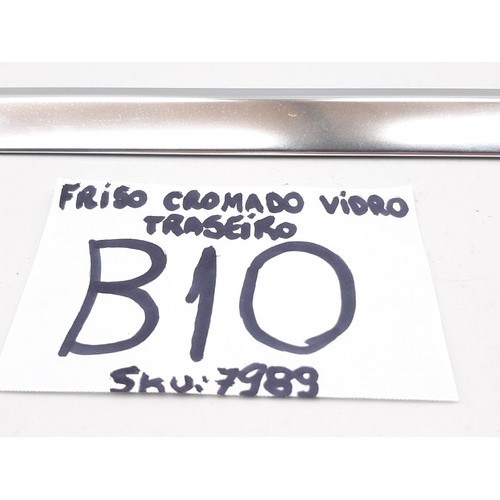 FRISO CROMADO VIDRO
TRASEIRO
B10
SKU:7989